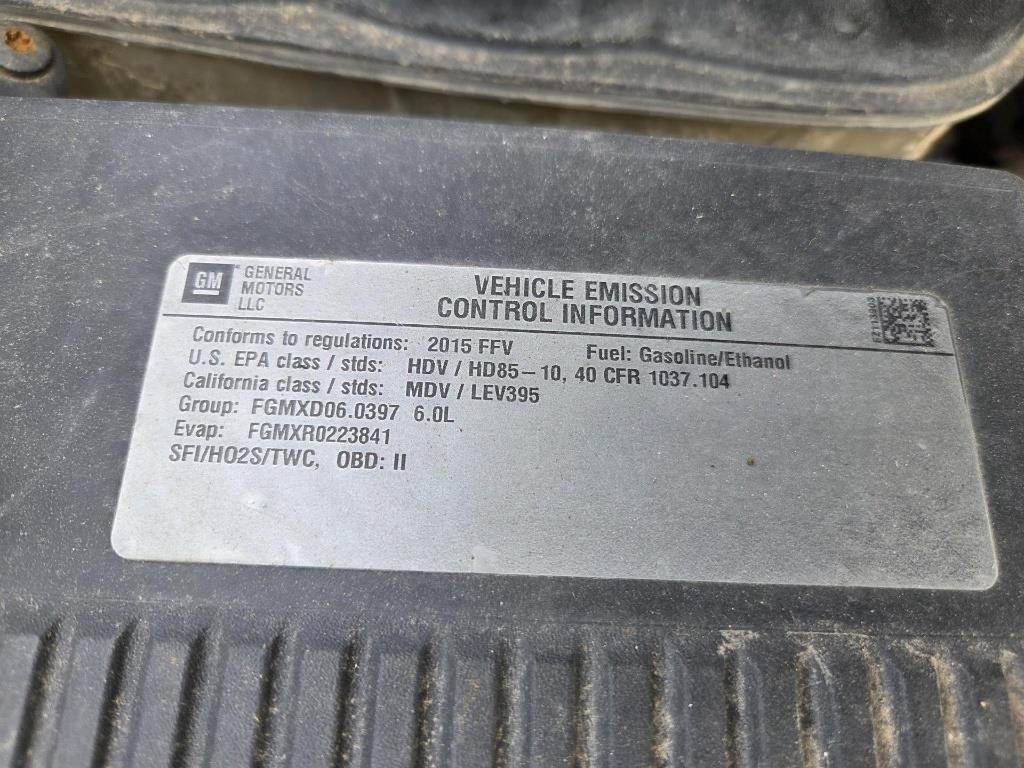 GM
GENERAL
MOTORS
LLC
VEHICLE EMISSION
CONTROL INFORMATION
Conforms to regulations: 2015 FFV Fuel: Gasoline/Ethanol
U.S. EPA class / stds: HDV / HD85-10, 40 CFR 1037.104
California class / stds: MDV / LEV395
Group: FGMXD06.0397 6.0L
Evap: FGMXR0223841
SFI/HO2S/TWC, OBD: II